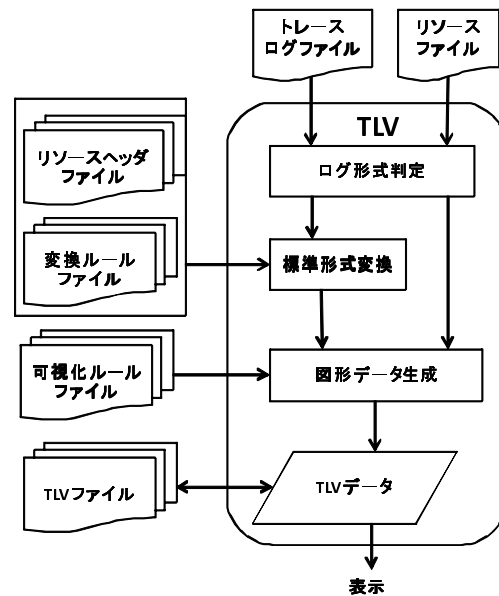 トレース
ログファイル
リソース
ファイル
TLV
リソースヘッダ
ファイル
ログ形式判定
変換ルール
ファイル
標準形式変換
可視化ルール
ファイル
図形データ生成
TLVファイル
TLVデータ
表示